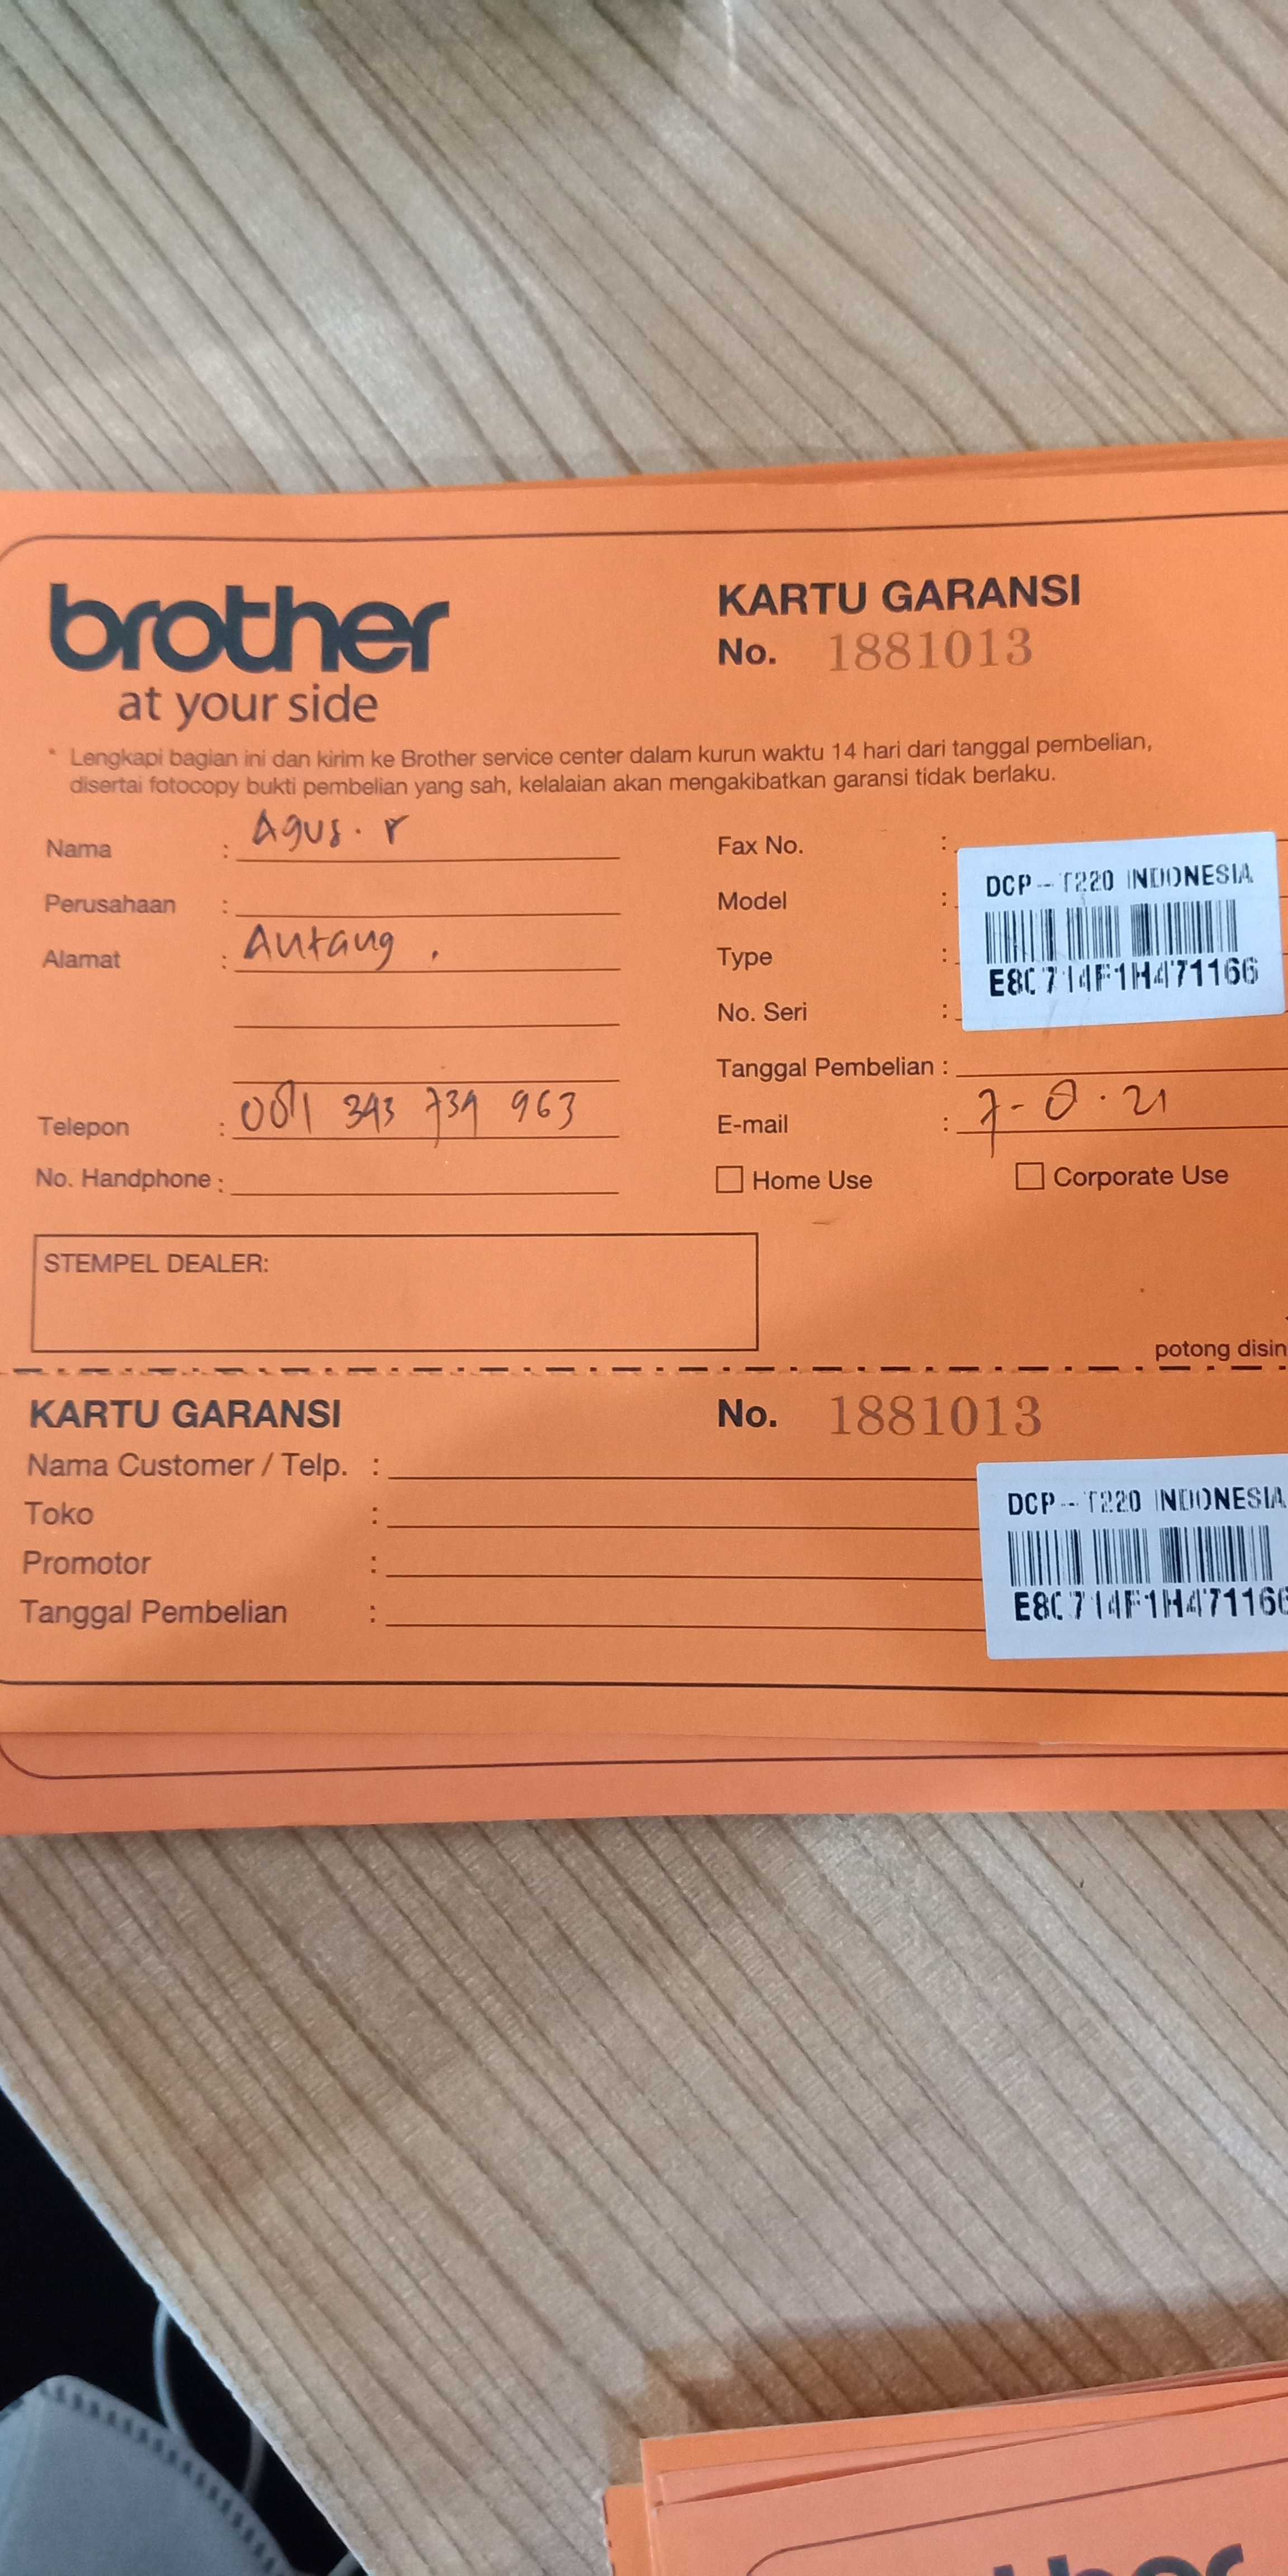 brother
at your side
KARTU GARANSI
No. 1881013
* Lengkapi bagian ini dan kirim ke Brother service center dalam kurun waktu 14 hari dari tanggal pembelian,
disertai fotocopy bukti pembelian yang sah, kelalaian akan mengakibatkan garansi tidak berlaku.
Nama : Agus. r
Perusahaan :
Alamat : Antang .
Telepon : 0811 343 734 963
No. Handphone :
Fax No. :
Model :
Type :
No. Seri :
DCP-T220 INDONESIA
E80714F1H471166
Tanggal Pembelian :
E-mail : 7-8.21
Home Use
Corporate Use
STEMPEL DEALER:
potong disin
KARTU GARANSI
No. 1881013
Nama Customer / Telp. :
Toko :
Promotor :
Tanggal Pembelian :
DCP-T220 INDONESIA
E80714F1H471166